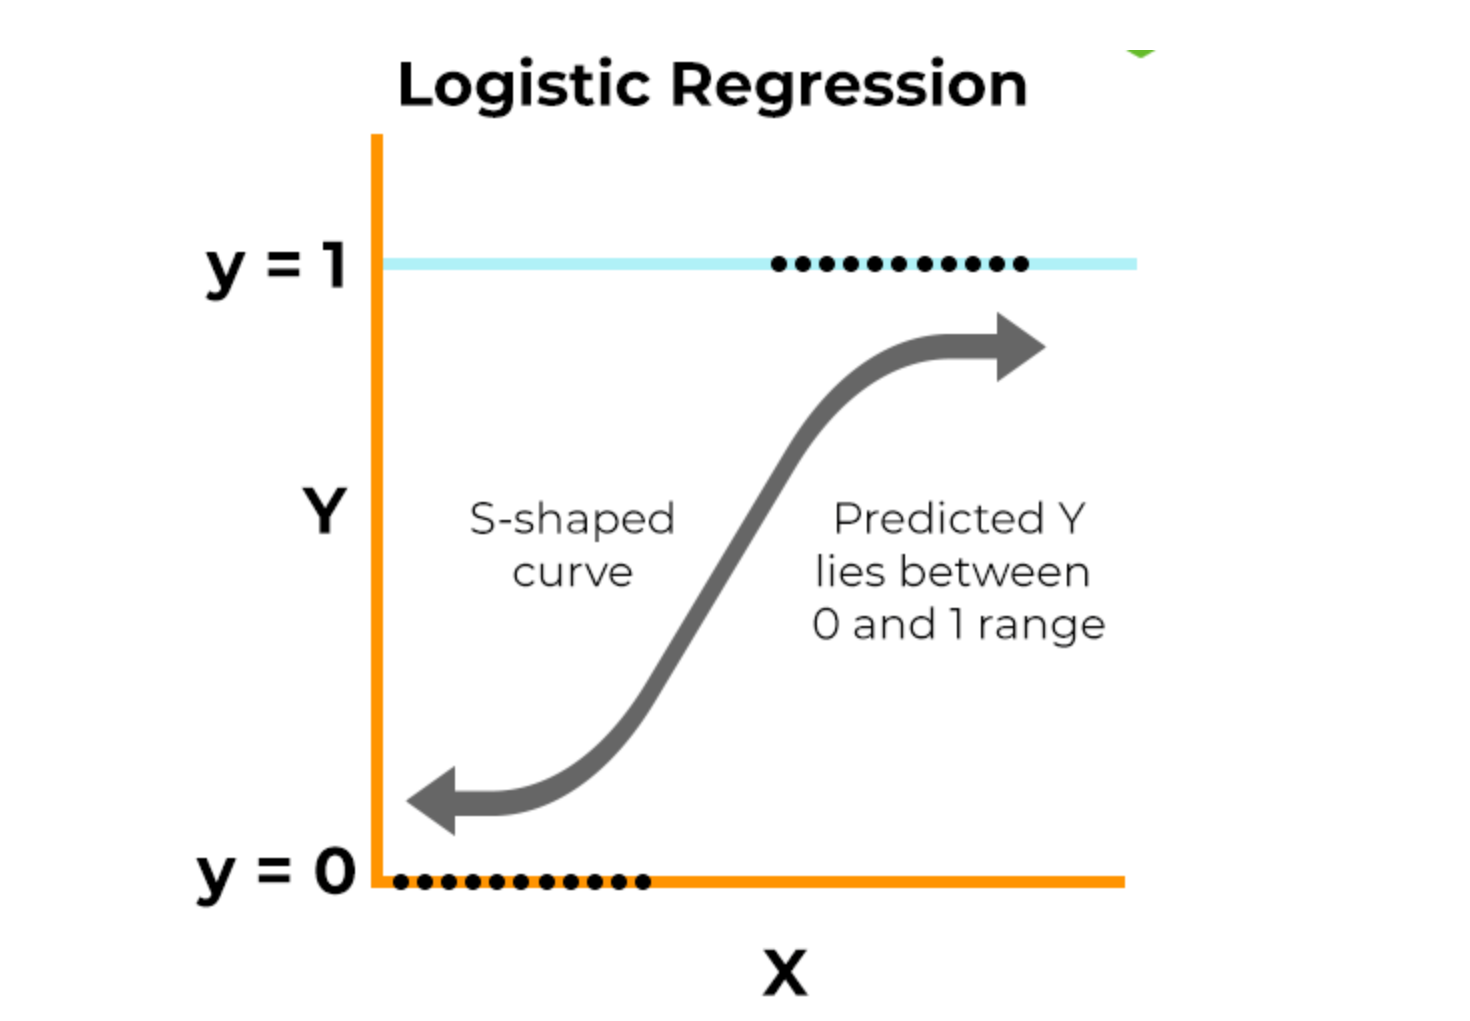 Logistic Regression
y = 1
Y
S-shaped
curve
Predicted Y
lies between
0 and 1 range
y = 0
X